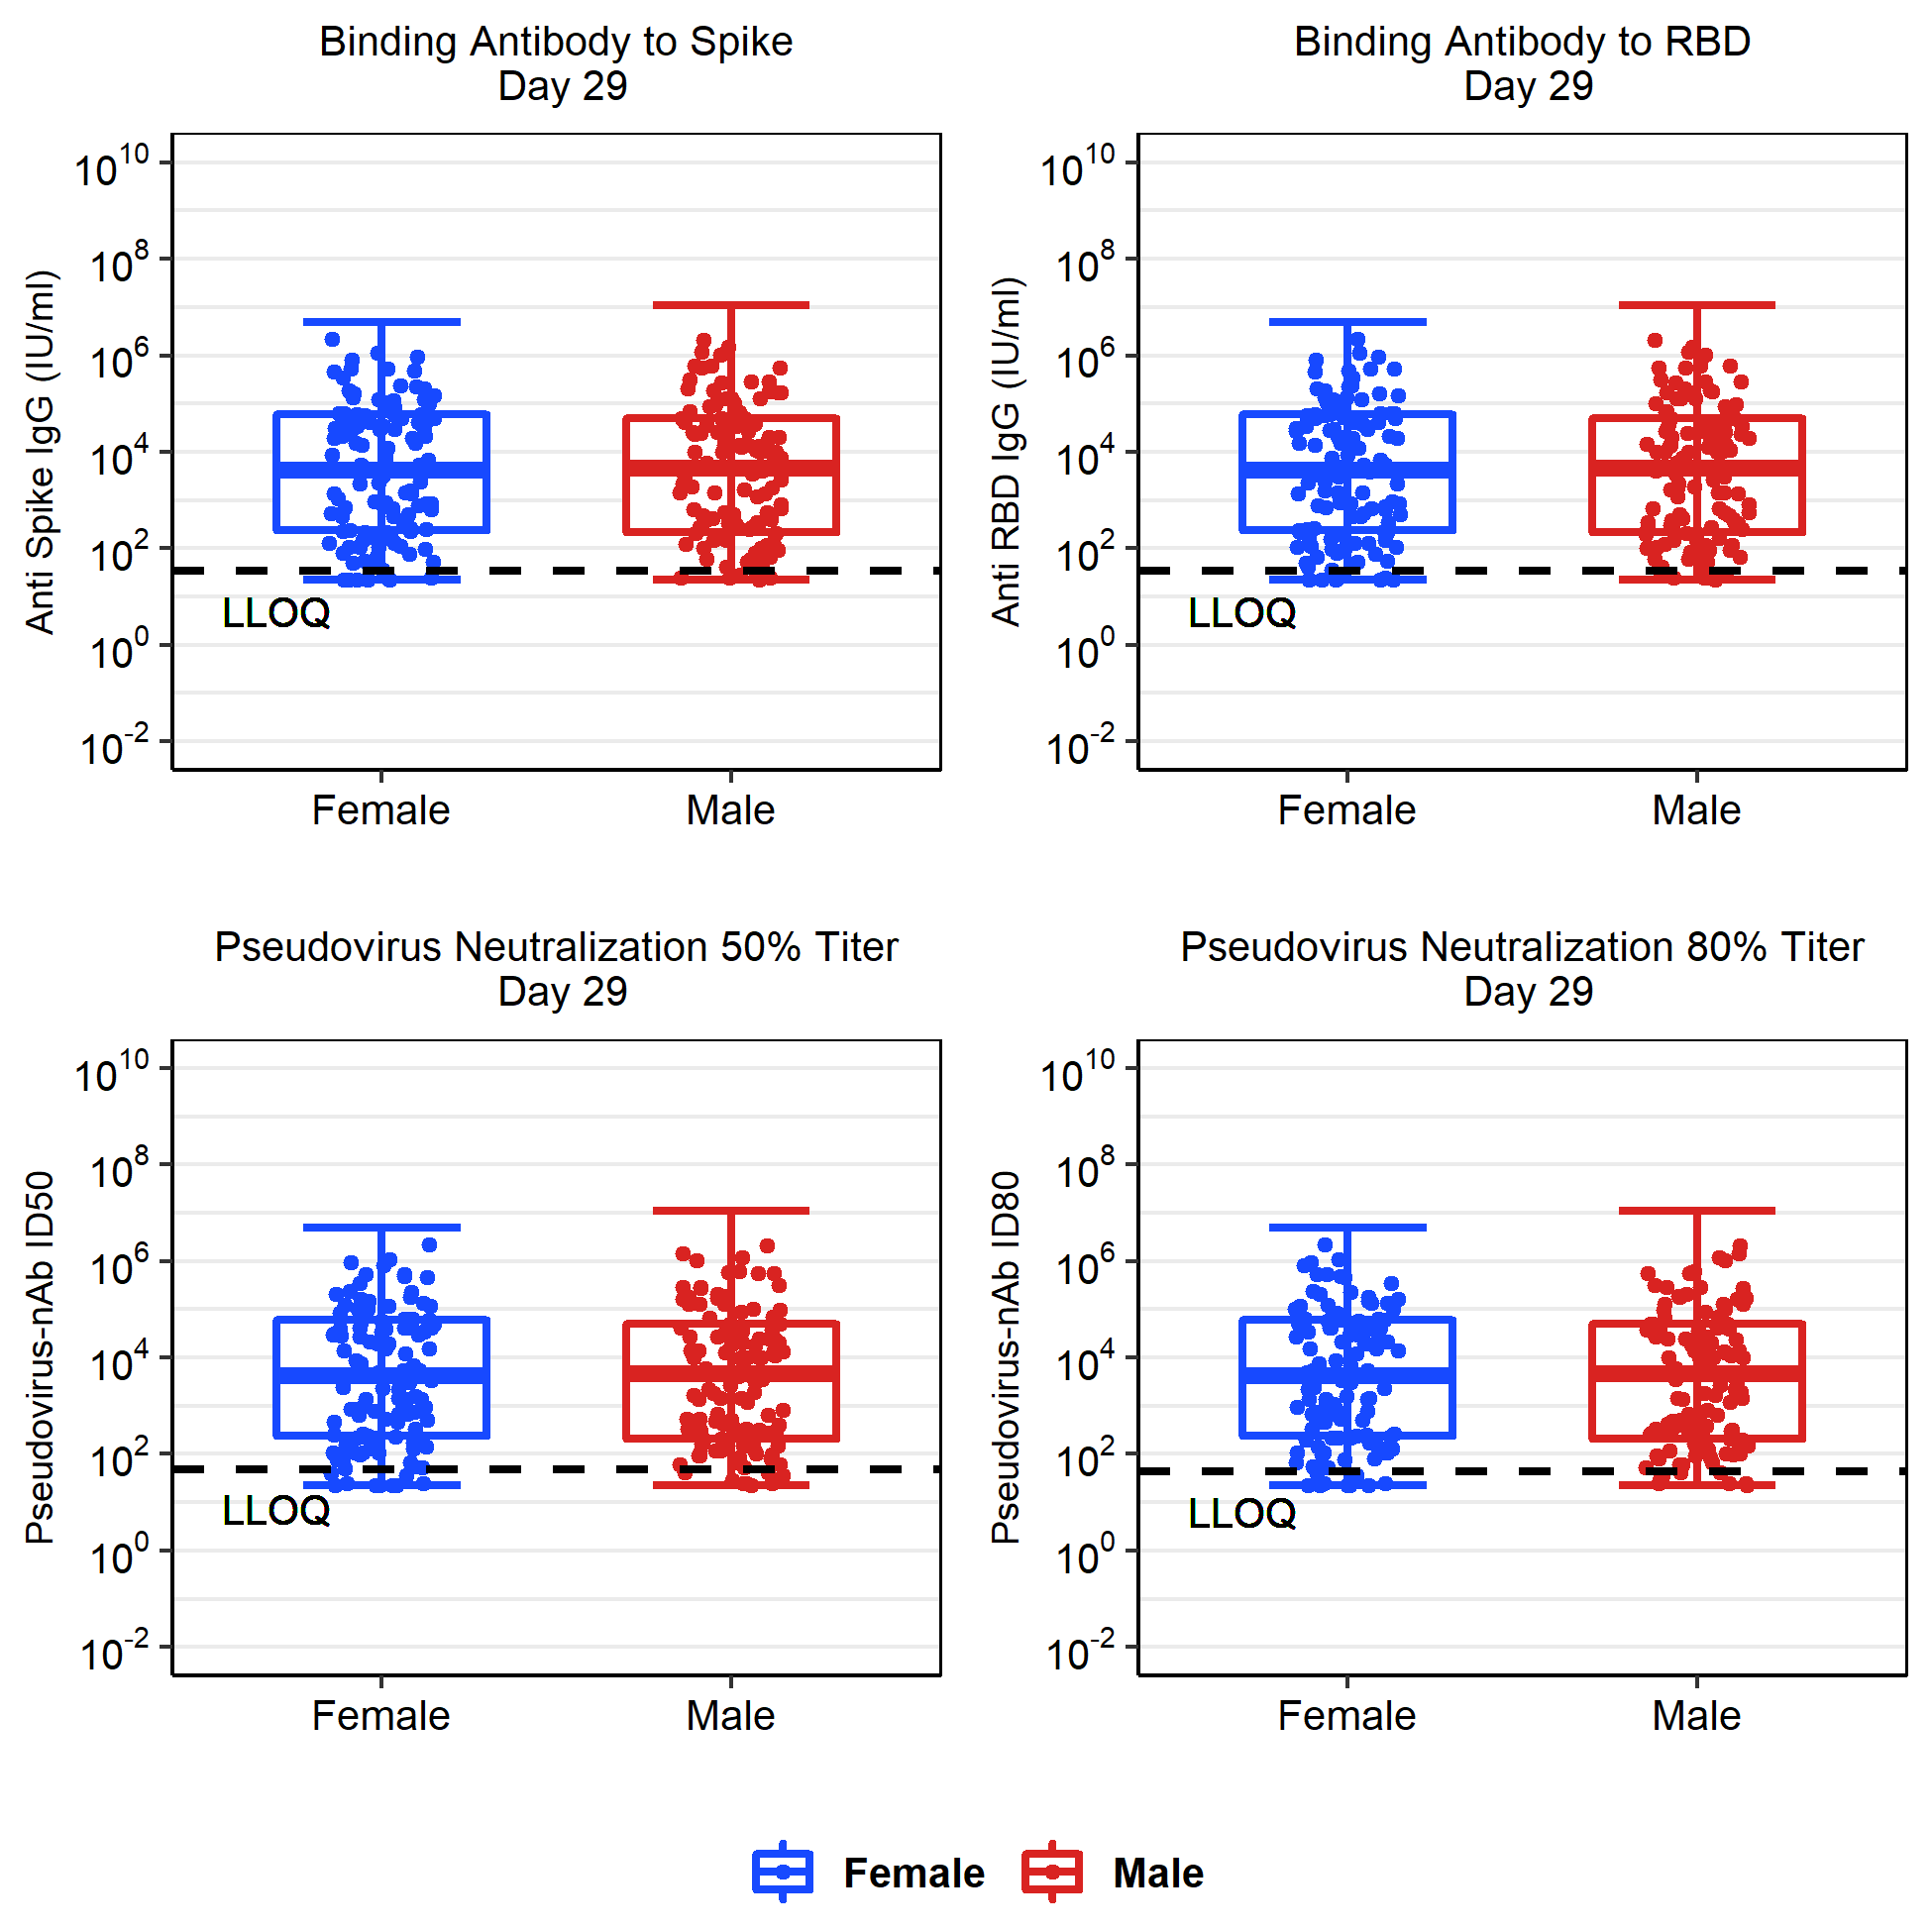 Binding Antibody to Spike
Day 29
Anti Spike IgG (IU/ml)
10^10
10^8
10^6
10^4
10^2
10^0
10^-2
LLOQ
Female Male
Binding Antibody to RBD
Day 29
Anti RBD IgG (IU/ml)
10^10
10^8
10^6
10^4
10^2
10^0
10^-2
LLOQ
Female Male
Pseudovirus Neutralization 50% Titer
Day 29
Pseudovirus-nAb ID50
10^10
10^8
10^6
10^4
10^2
10^0
10^-2
LLOQ
Female Male
Pseudovirus Neutralization 80% Titer
Day 29
Pseudovirus-nAb ID80
10^10
10^8
10^6
10^4
10^2
10^0
10^-2
LLOQ
Female Male
Female Male